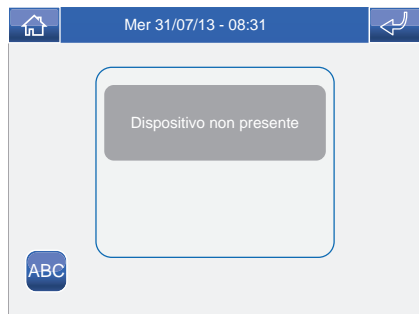 Mer 31/07/13 - 08:31
Dispositivo non presente
ABC